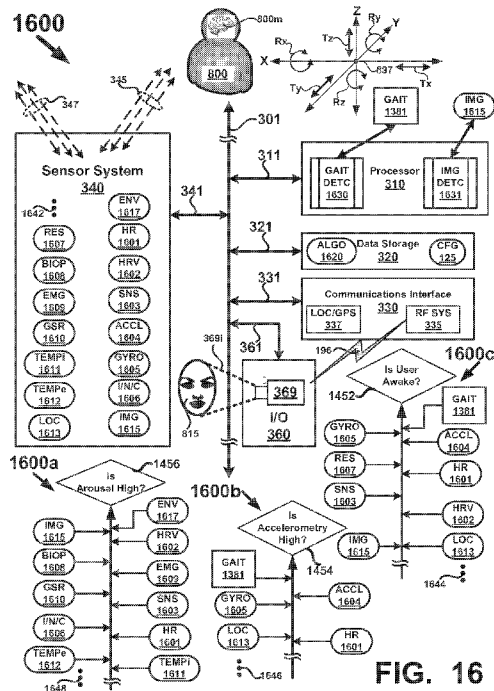 1600
800m
800
Z
Ry
Y
Rx
Tz
X
637
Ty
Rz
Tx
345
347
301
GAIT
1381
IMG
1615
311
Sensor System
340
341
GAIT
DETC
1630
Processor
310
IMG
DETC
1631
1642
ENV
1617
RES
1607
HR
1601
321
ALGO
1620
Data Storage
320
CFG
125
BIOP
1608
HRV
1602
331
EMG
1609
SNS
1603
Communications
Interface
330
LOC/GPS
337
RF SYS
335
GSR
1610
ACCL
1604
361
TEMPi
1611
GYRO
1605
369i
196
1600c
TEMPe
1612
I/N/C
1606
369
1452
Is User
Awake?
LOC
1613
IMG
1615
815
I/O
360
GAIT
1381
GYRO
1605
ACCL
1604
1600a
1456
1600b
RES
1607
HR
1601
Is
Arousal High?
Is
Accelerometry
High?
SNS
1603
HRV
1602
ENV
1617
1454
IMG
1615
LOC
1613
IMG
1615
HRV
1602
GAIT
1381
1644
BIOP
1608
EMG
1609
GYRO
1605
ACCL
1604
GSR
1610
SNS
1603
I/N/C
1606
HR
1601
LOC
1613
HR
1601
TEMPe
1612
TEMPi
1611
1646
1648
FIG. 16